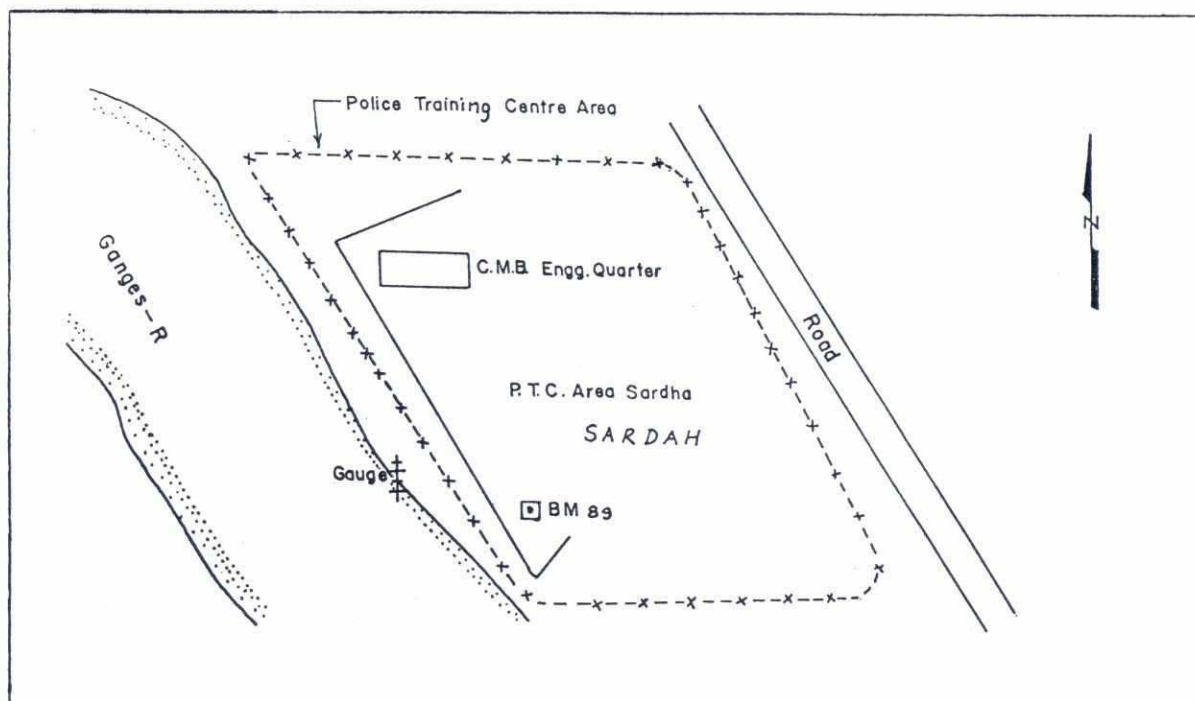 Police Training Centre Area
Ganges-R
C.M.B. Engg. Quarter
Road
P.T.C. Area Sardha
SARDAH
Gauge
BM 89
N